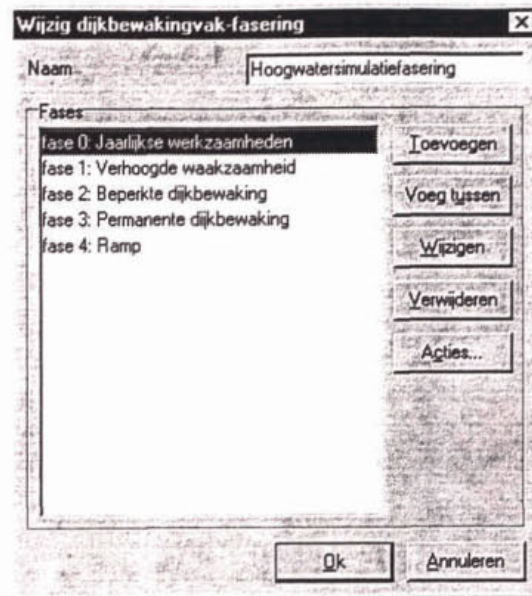 Wijzig dijkbewakingvak-fasering
Naam
Hoogwatersimulatiefasering
Fases
fase 0: Jaarlijkse werkzaamheden
fase 1: Verhoogde waakzaamheid
fase 2: Beperkte dijkbewaking
fase 3: Permanente dijkbewaking
fase 4: Ramp
Toevoegen
Voeg tussen
Wijzigen
Verwijderen
Acties...
Ok
Annuleren